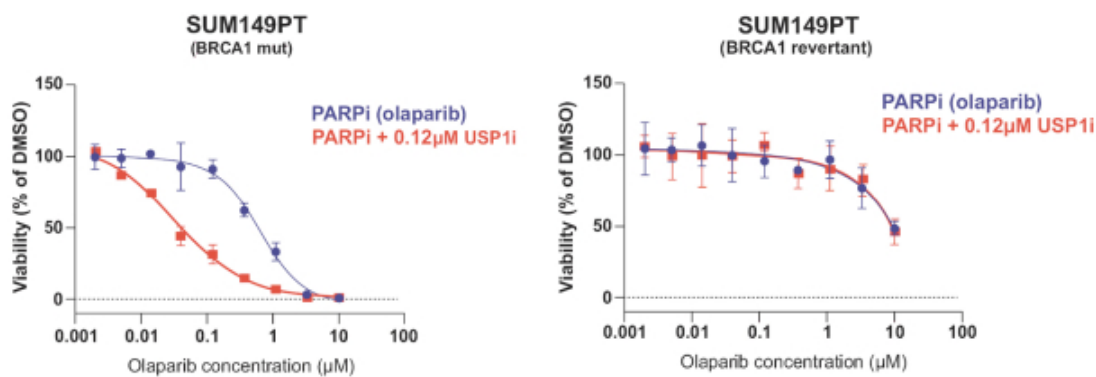 SUM149PT
(BRCA1 mut)
150
100
50
0
Viability (% of DMSO)
PARPi (olaparib)
PARPi + 0.12µM USP1i
0.001
0.01
0.1
1
10
100
Olaparib concentration (µM)
SUM149PT
(BRCA1 revertant)
150
100
50
0
Viability (% of DMSO)
PARPi (olaparib)
PARPi + 0.12µM USP1i
0.001
0.01
0.1
1
10
100
Olaparib concentration (µM)